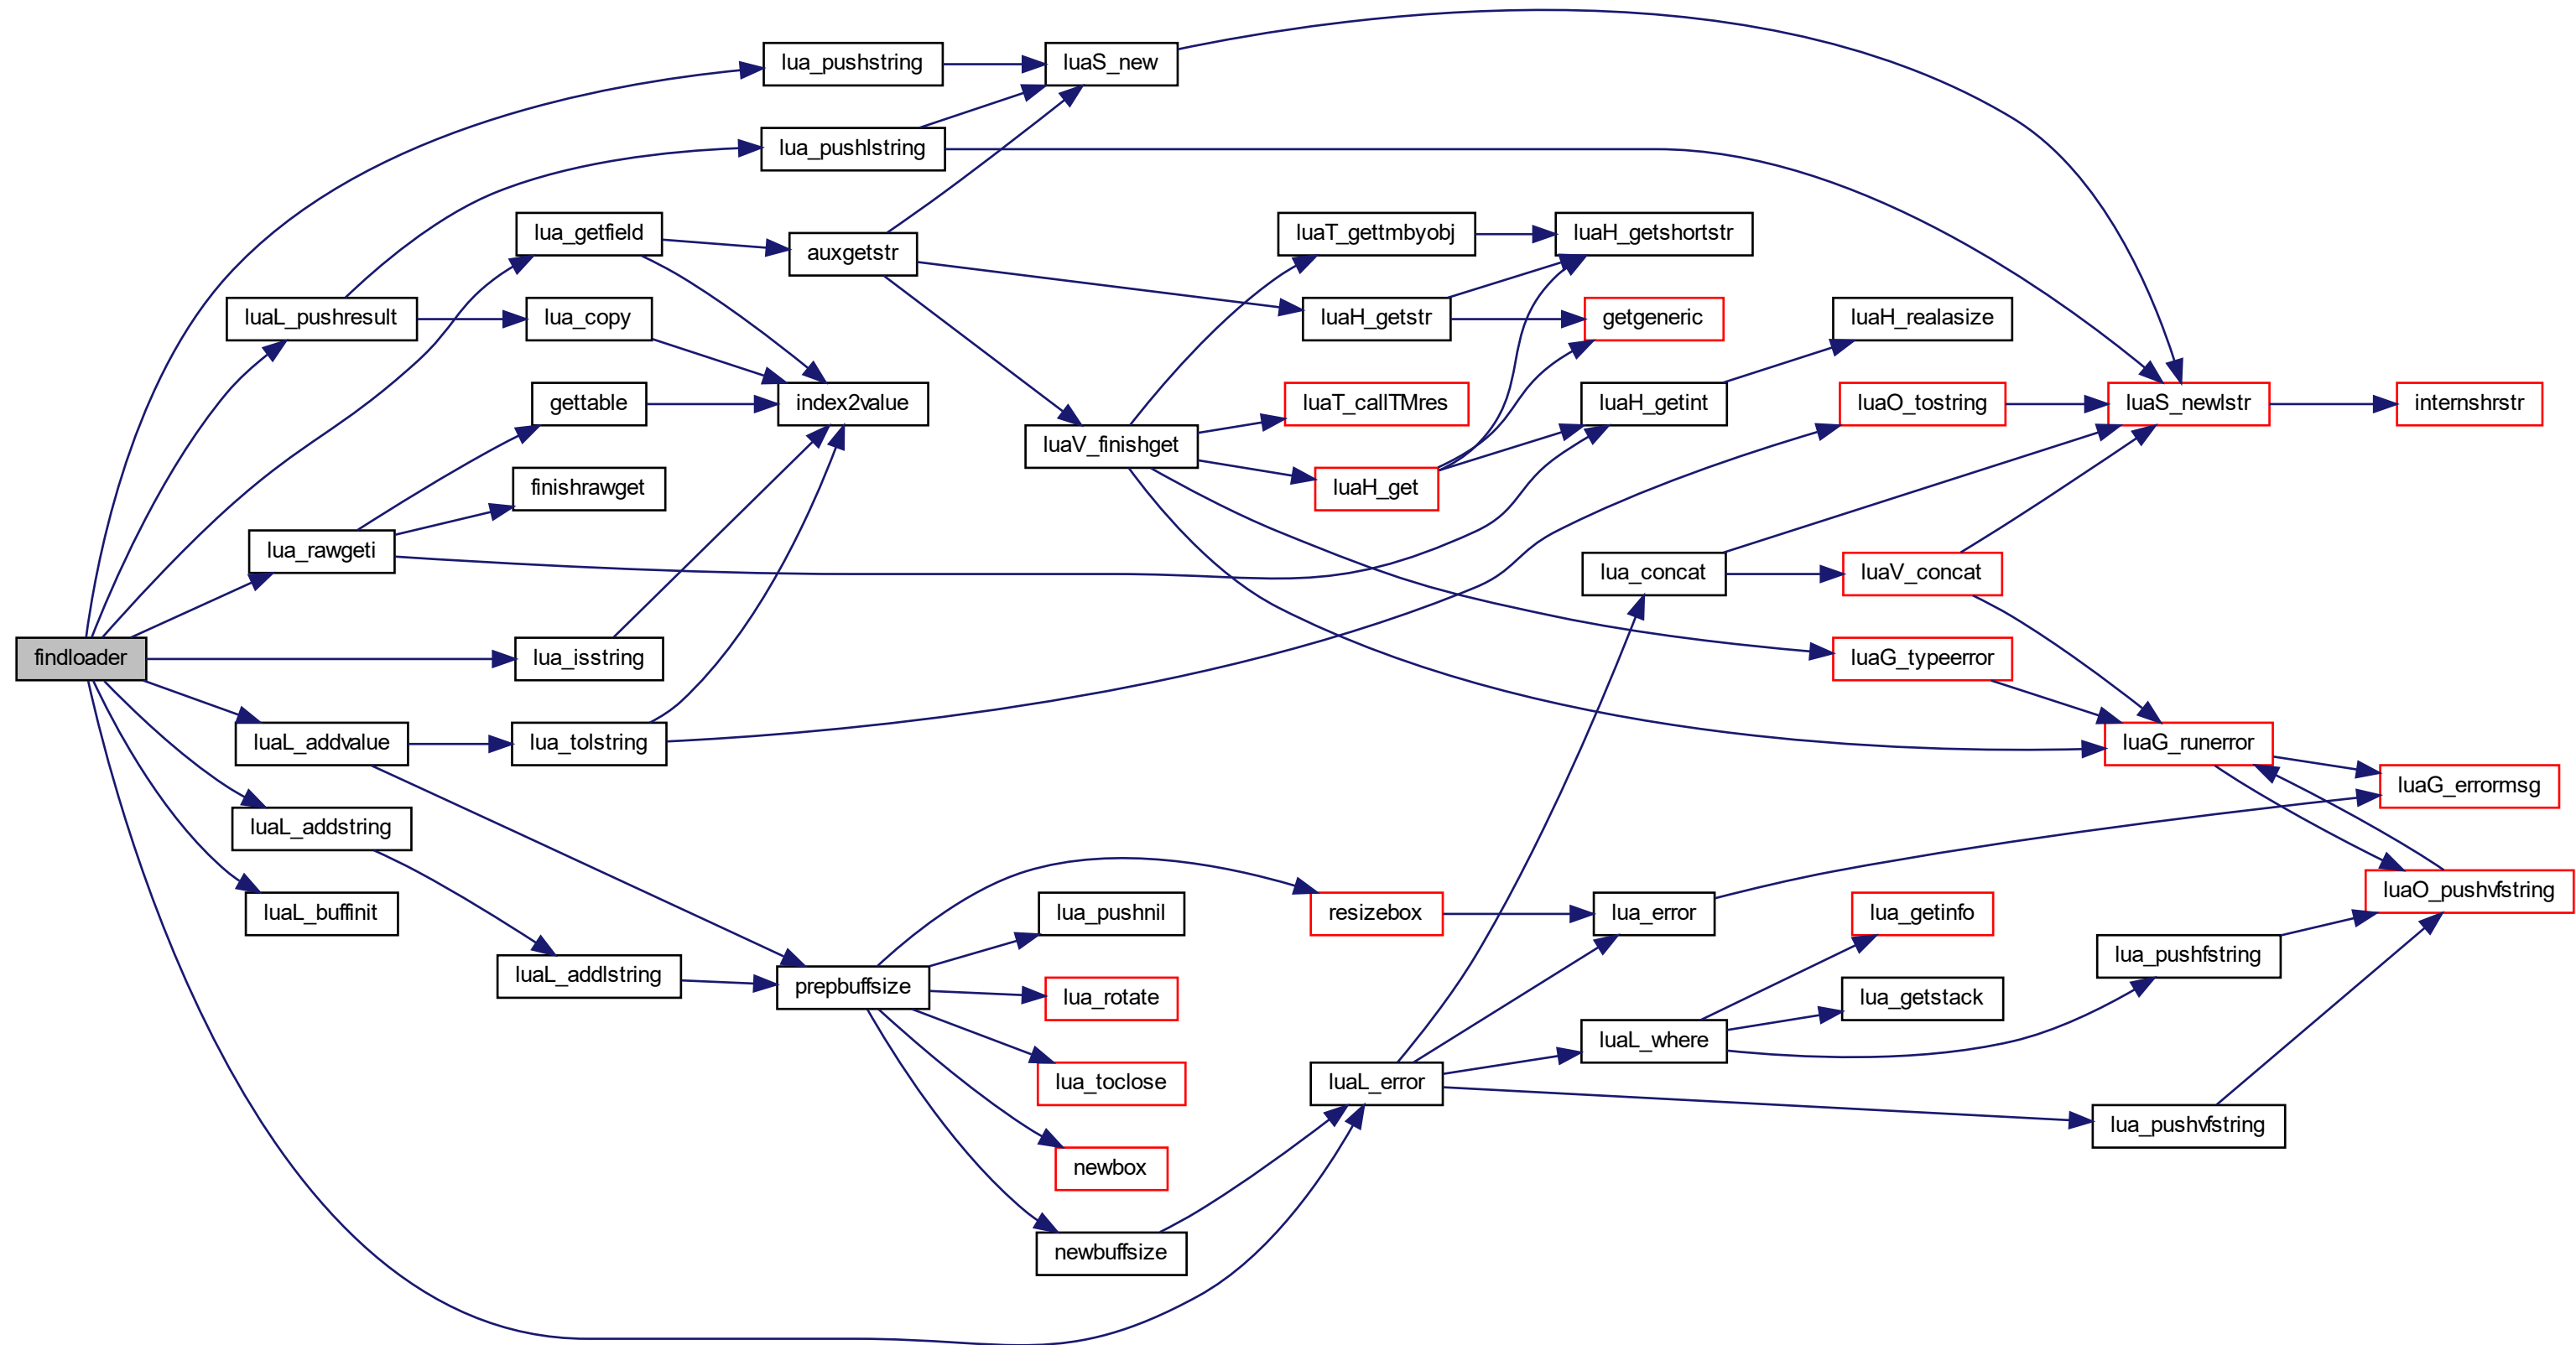 findloader
lua_pushstring
luaS_new
lua_pushlstring
luaL_pushresult
lua_getfield
auxgetstr
lua_copy
index2value
gettable
finishrawget
lua_rawgeti
lua_isstring
luaL_addvalue
lua_tolstring
luaL_addstring
luaL_buffinit
luaL_addlstring
prepbuffsize
luaT_gettmbyobj
luaH_getshortstr
luaH_getstr
getgeneric
luaH_realasize
luaV_finishget
luaT_callTMres
luaH_get
luaH_getint
luaO_tostring
luaS_newlstr
internshrstr
lua_concat
luaV_concat
luaG_typeerror
luaG_runerror
luaG_errormsg
luaO_pushvfstring
resizebox
lua_error
lua_pushnil
lua_rotate
lua_toclose
newbox
newbuffsize
luaL_error
luaL_where
lua_getinfo
lua_getstack
lua_pushfstring
lua_pushvfstring